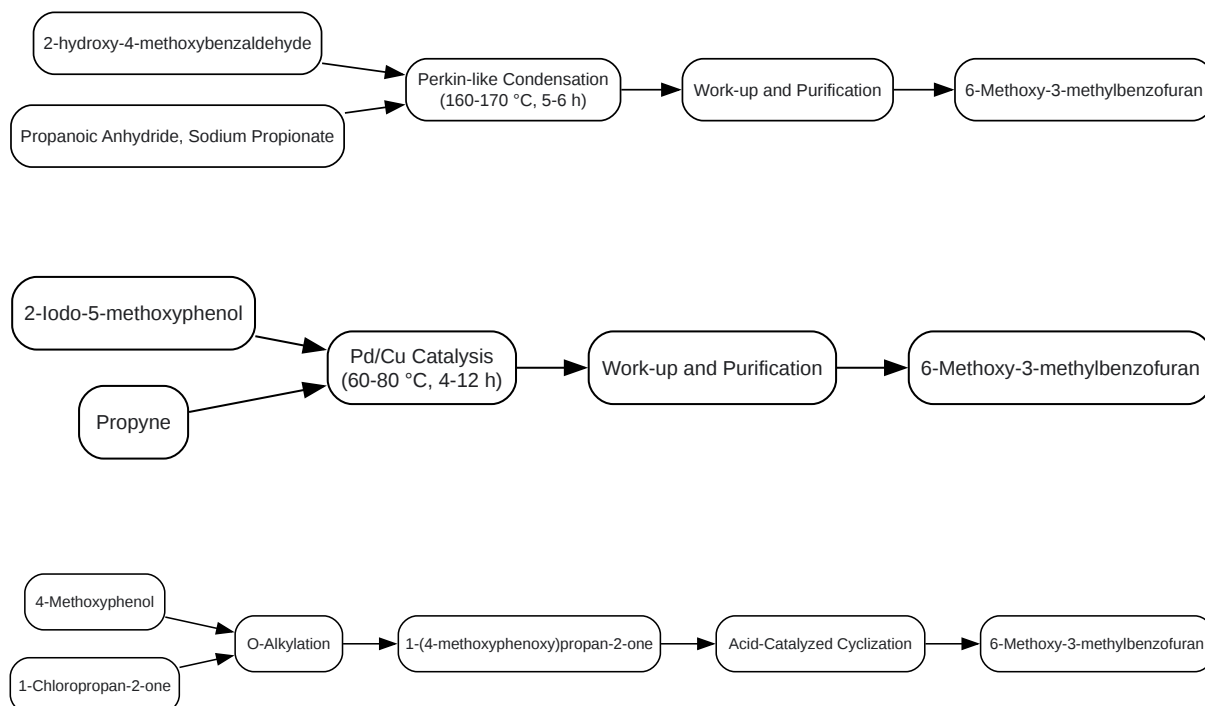 2-hydroxy-4-methoxybenzaldehyde
Propanoic Anhydride, Sodium Propionate
Perkin-like Condensation
(160-170 °C, 5-6 h)
Work-up and Purification
6-Methoxy-3-methylbenzofuran
2-Iodo-5-methoxyphenol
Propyne
Pd/Cu Catalysis
(60-80 °C, 4-12 h)
Work-up and Purification
6-Methoxy-3-methylbenzofuran
4-Methoxyphenol
1-Chloropropan-2-one
O-Alkylation
1-(4-methoxyphenoxy)propan-2-one
Acid-Catalyzed Cyclization
6-Methoxy-3-methylbenzofuran